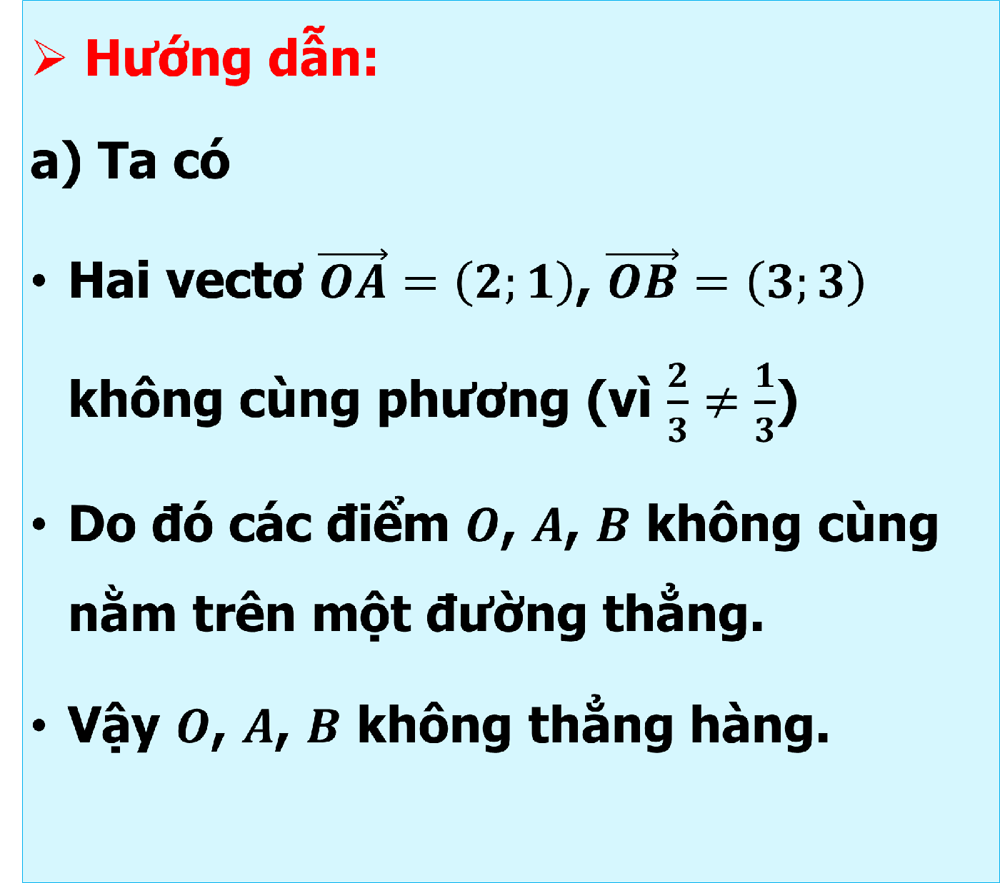 ➢ Hướng dẫn:
a) Ta có
• Hai vectơ $\overrightarrow{OA} = (2; 1)$, $\overrightarrow{OB} = (3; 3)$
không cùng phương (vì $\frac{2}{3} \neq \frac{1}{3}$)
• Do đó các điểm O, A, B không cùng
nằm trên một đường thẳng.
• Vậy O, A, B không thẳng hàng.